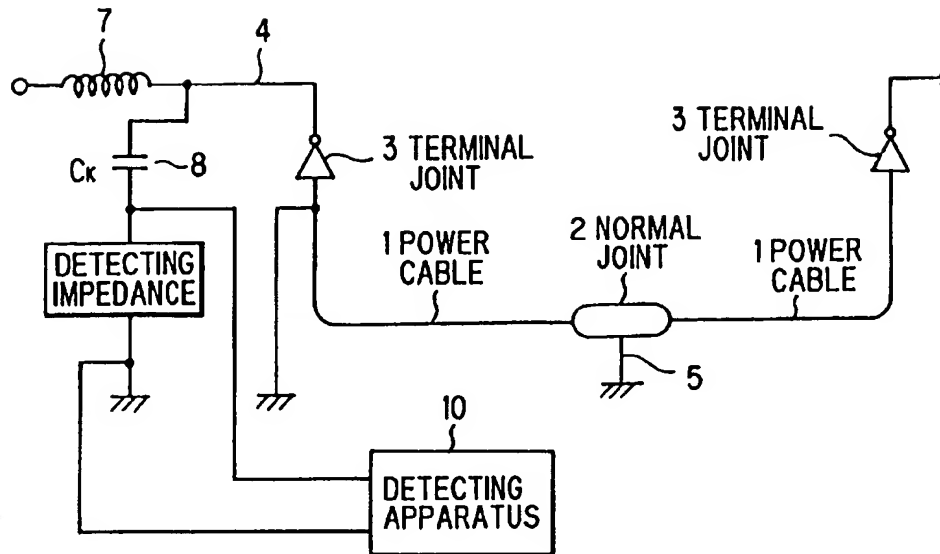 7
4
3 TERMINAL
JOINT
3 TERMINAL
JOINT
Cк
8
1 POWER
CABLE
2 NORMAL
JOINT
1 POWER
CABLE
DETECTING
IMPEDANCE
5
10
DETECTING
APPARATUS